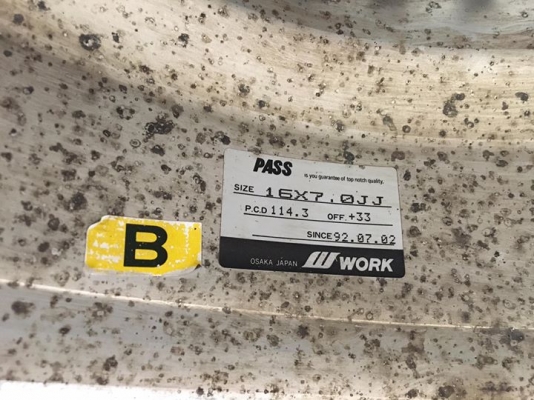 PASS is you guarantee of top notch quality.
SIZE 16X7.0JJ
P.C.D 114.3 OFF. +33
SINCE 92.07.02
OSAKA JAPAN W WORK
B